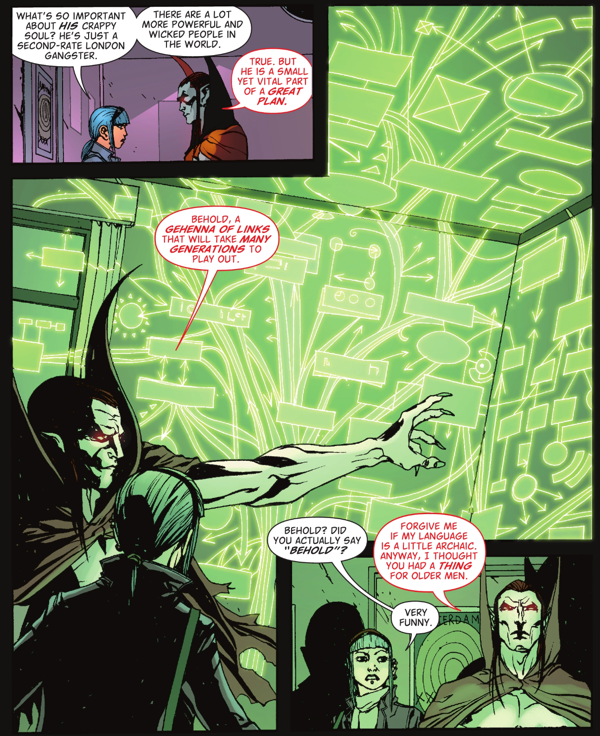 WHAT'S SO IMPORTANT
ABOUT HIS CRAPPY
SOUL? HE'S JUST A
SECOND-RATE LONDON
GANGSTER.
THERE ARE A LOT
MORE POWERFUL AND
WICKED PEOPLE IN
THE WORLD.
TRUE. BUT
HE IS A SMALL
YET VITAL PART
OF A GREAT
PLAN.
BEHOLD, A
GEHENNA OF LINKS
THAT WILL TAKE MANY
GENERATIONS TO
PLAY OUT.
BEHOLD? DID
YOU ACTUALLY SAY
"BEHOLD"?
FORGIVE ME
IF MY LANGUAGE
IS A LITTLE ARCHAIC.
ANYWAY, I THOUGHT
YOU HAD A THING
FOR OLDER MEN.
VERY
FUNNY.
ERDAM